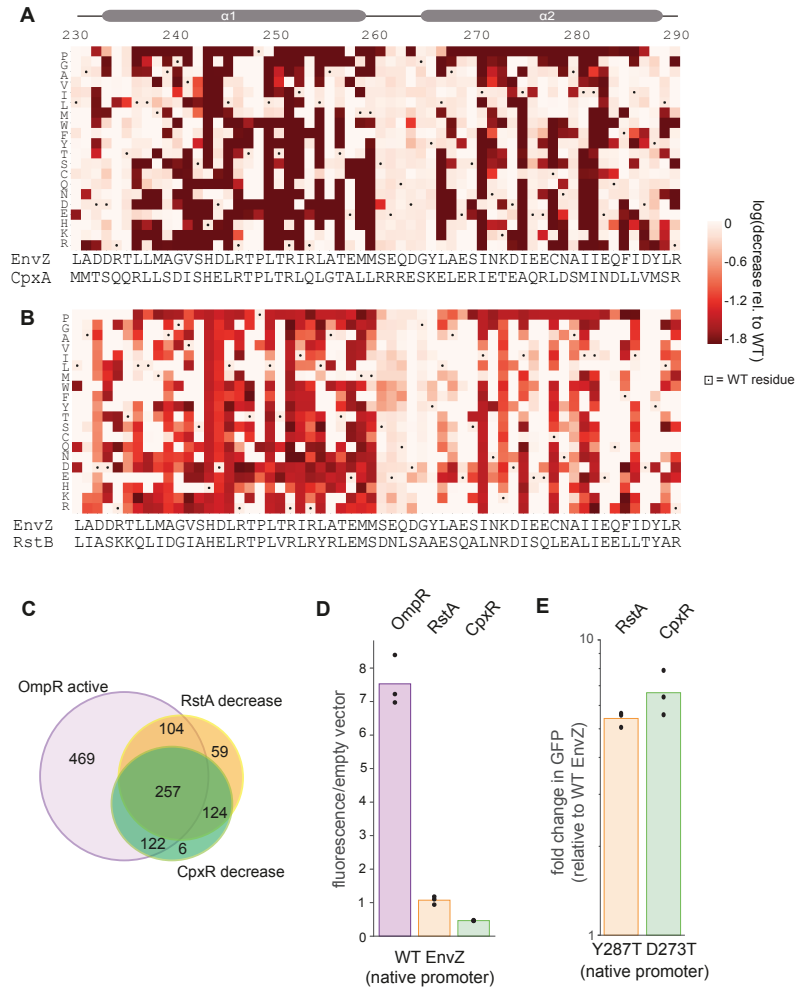 A
α1
α2
230 240 250 260 270 280 290
P
G
A
V
I
L
M
W
F
Y
T
S
C
Q
N
D
E
H
K
R
EnvZ LADDRTLLMAGVSHDLRTPLTRIRLATEMMSEQDGYLAESINKDIEECNAIIEQFIDYLR
CpxA MMTSQQRLLSDISHELRTPLTRLQLGTALLRRRESKELERIETEAQRLDSMINDLLVMSR
B
P
G
A
V
I
L
M
W
F
Y
T
S
C
Q
N
D
E
H
K
R
EnvZ LADDRTLLMAGVSHDLRTPLTRIRLATEMMSEQDGYLAESINKDIEECNAIIEQFIDYLR
RstB LIASKKQLIDGIAHELRTPLVRLRYRLEMSDNLSAAESQALNRDISQLEALIEELLTYAR
0
-0.6
-1.2
-1.8
log(decrease rel. to WT)
= WT residue
C
OmpR active
RstA decrease
104
469
59
257
124
122
6
CpxR decrease
D
OmpR
RstA
CpxR
8
7
6
5
4
3
2
1
0
fluorescence/empty vector
WT EnvZ
(native promoter)
E
RstA
CpxR
10
1
fold change in GFP
(relative to WT EnvZ)
Y287T D273T
(native promoter)